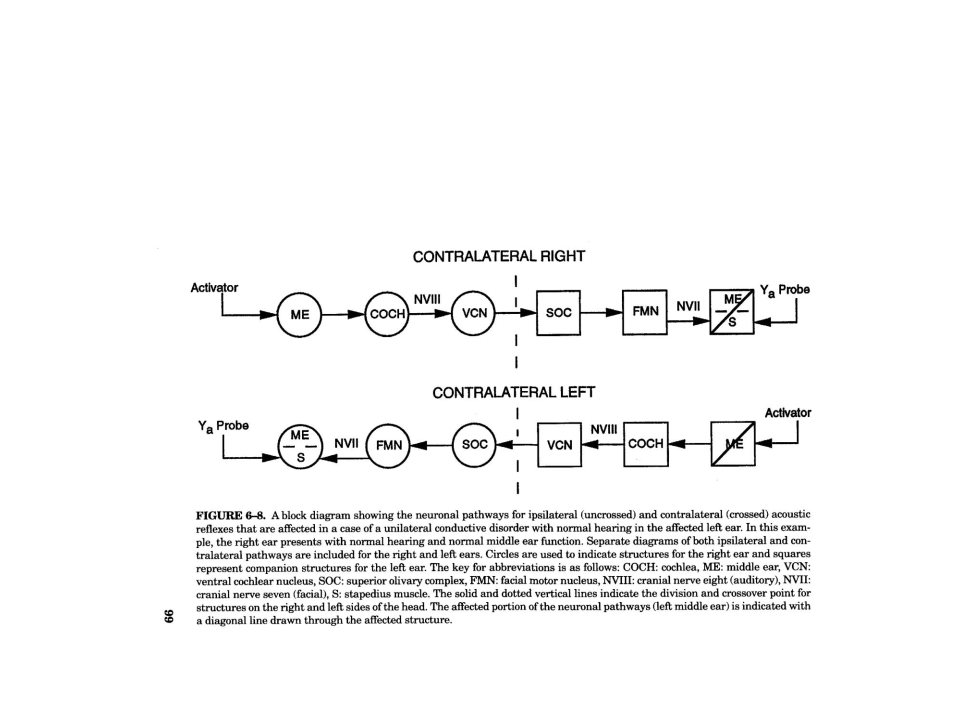 CONTRALATERAL RIGHT
Activator
ME
COCH
NVIII
VCN
SOC
FMN
NVII
ME
S
Ya Probe
CONTRALATERAL LEFT
Ya Probe
ME
S
NVII
FMN
SOC
VCN
NVIII
COCH
ME
Activator
FIGURE 6–8. A block diagram showing the neuronal pathways for ipsilateral (uncrossed) and contralateral (crossed) acoustic
reflexes that are affected in a case of a unilateral conductive disorder with normal hearing in the affected left ear. In this exam-
ple, the right ear presents with normal hearing and normal middle ear function. Separate diagrams of both ipsilateral and con-
tralateral pathways are included for the right and left ears. Circles are used to indicate structures for the right ear and squares
represent companion structures for the left ear. The key for abbreviations is as follows: COCH: cochlea, ME: middle ear, VCN:
ventral cochlear nucleus, SOC: superior olivary complex, FMN: facial motor nucleus, NVIII: cranial nerve eight (auditory), NVII:
cranial nerve seven (facial), S: stapedius muscle. The solid and dotted vertical lines indicate the division and crossover point for
structures on the right and left sides of the head. The affected portion of the neuronal pathways (left middle ear) is indicated with
a diagonal line drawn through the affected structure.
99